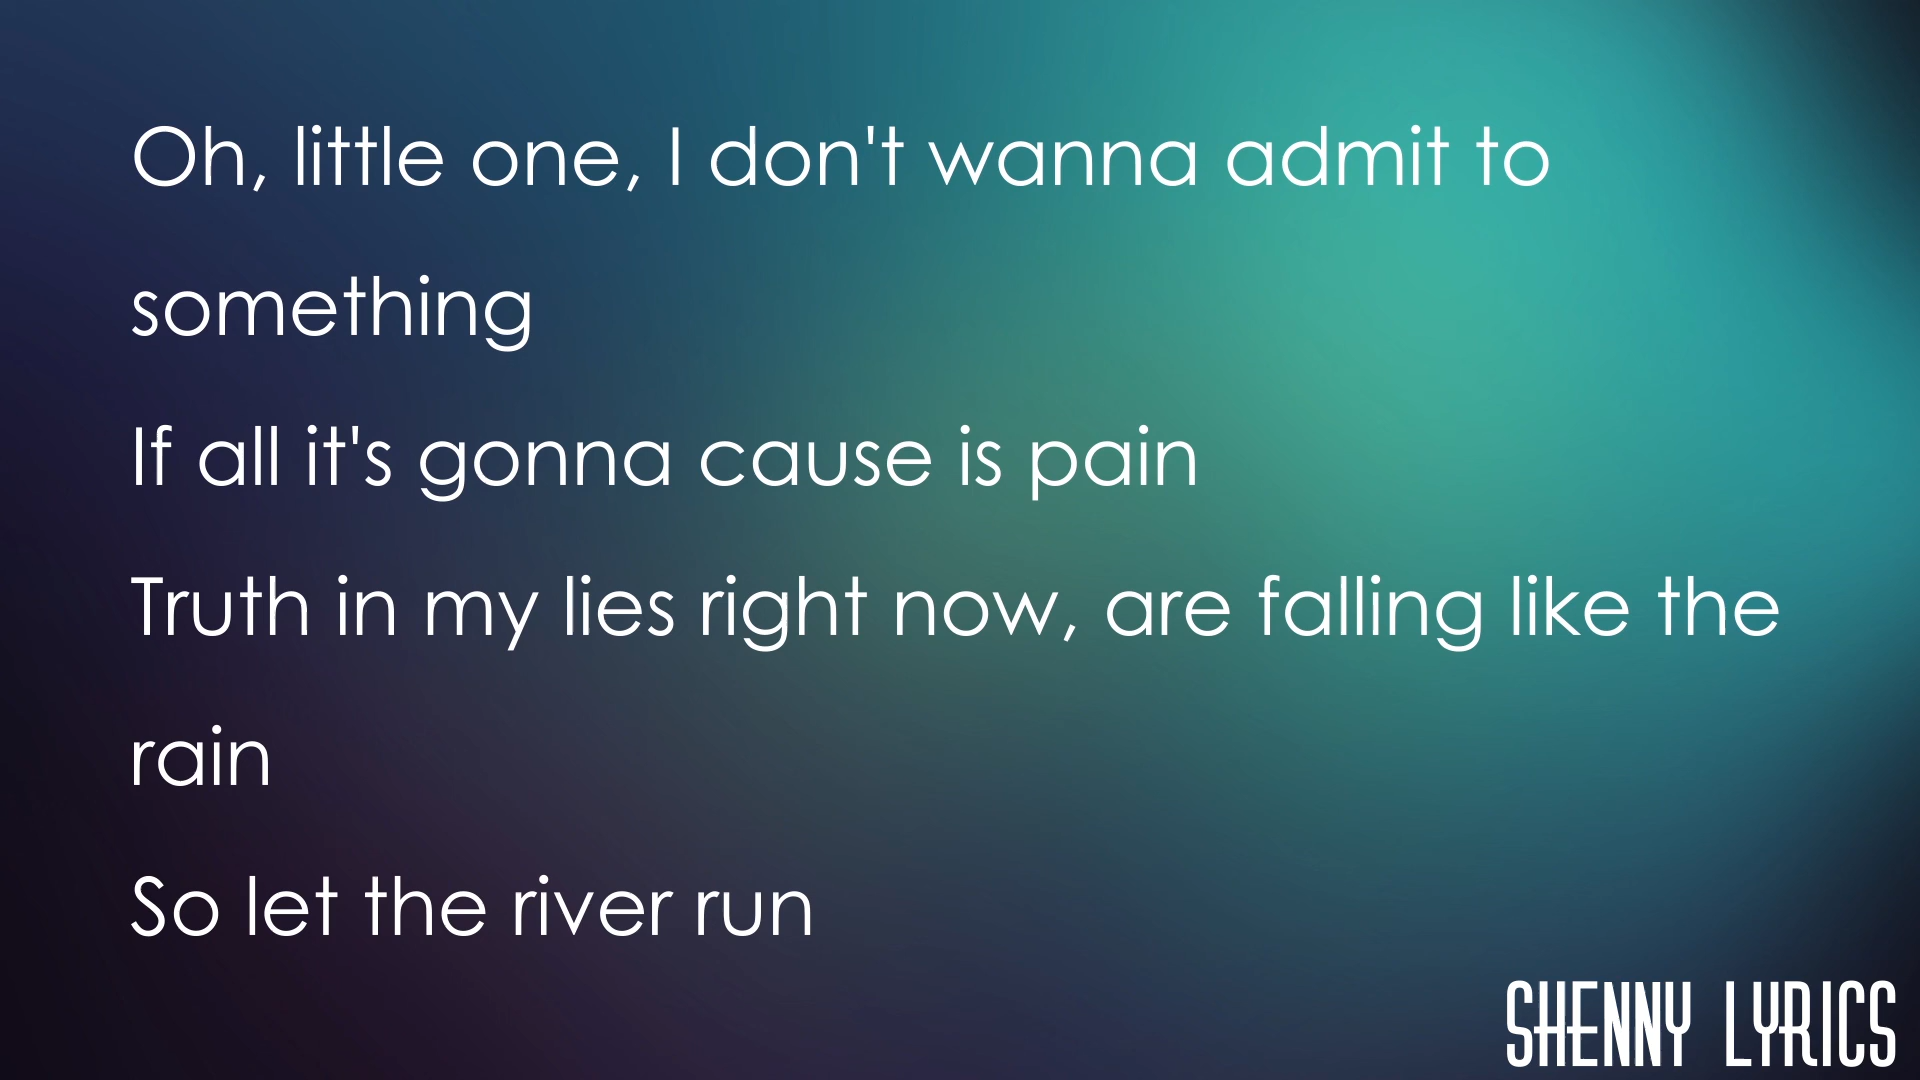 Oh, little one, I don't wanna admit to
something
If all it's gonna cause is pain
Truth in my lies right now, are falling like the
rain
So let the river run
SHENNY LYRICS